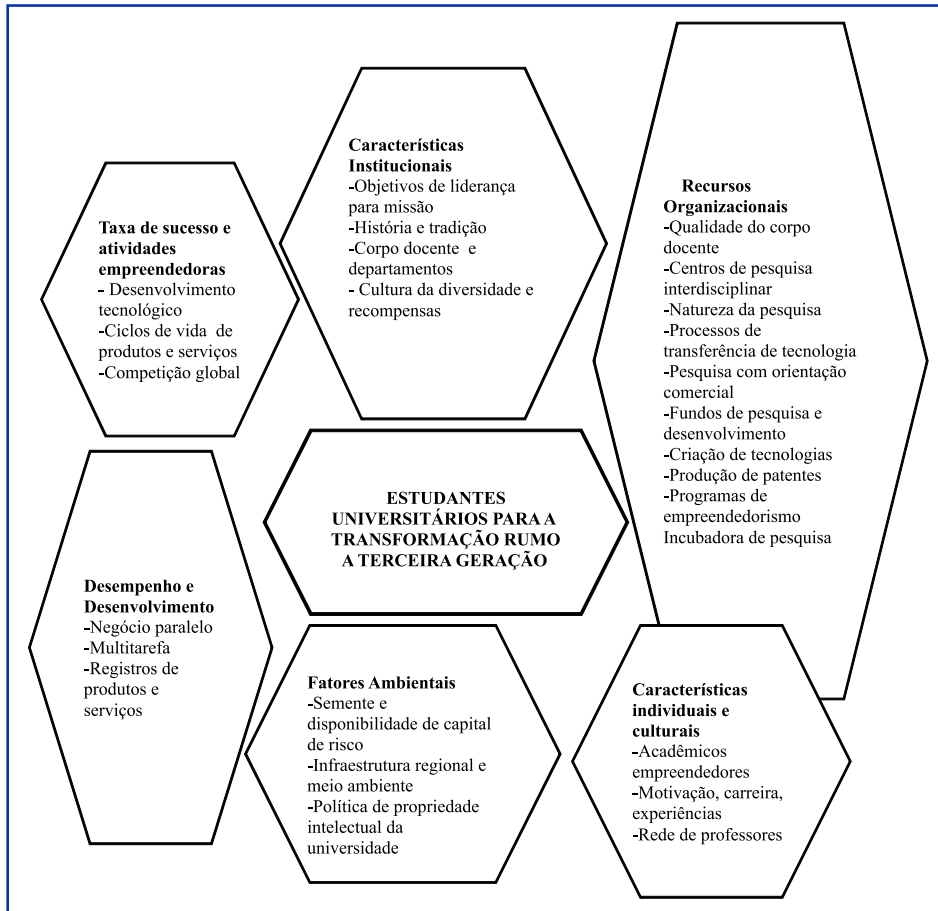 Característícas
Institucionais
-Objetivos de liderança
para missão
-História e tradição
-Corpo docente e
departamentos
- Cultura da diversidade e
recompensas
Recursos
Organizacionais
-Qualidade do corpo
docente
-Centros de pesquisa
interdisciplinar
-Natureza da pesquisa
-Processos de
transferência de tecnologia
-Pesquisa com orientação
comercial
-Fundos de pesquisa e
desenvolvimento
-Criação de tecnologias
-Produção de patentes
-Programas de
empreendedorismo
Incubadora de pesquisa
Taxa de sucesso e
atividades
empreendedoras
- Desenvolvimento
tecnológico
-Ciclos de vida de
produtos e serviços
-Competição global
ESTUDANTES
UNIVERSITÁRIOS PARA A
TRANSFORMAÇÃO RUMO
A TERCEIRA GERAÇÃO
Desempenho e
Desenvolvimento
-Negócio paralelo
-Multitarefa
-Registros de
produtos e
serviços
Fatores Ambientais
-Semente e
disponibilidade de capital
de risco
-Infraestrutura regional e
meio ambiente
-Política de propriedade
intelectual da
universidade
Característícas
individuais e
culturais
-Acadêmicos
empreendedores
-Motivação, carreira,
experiências
-Rede de professores